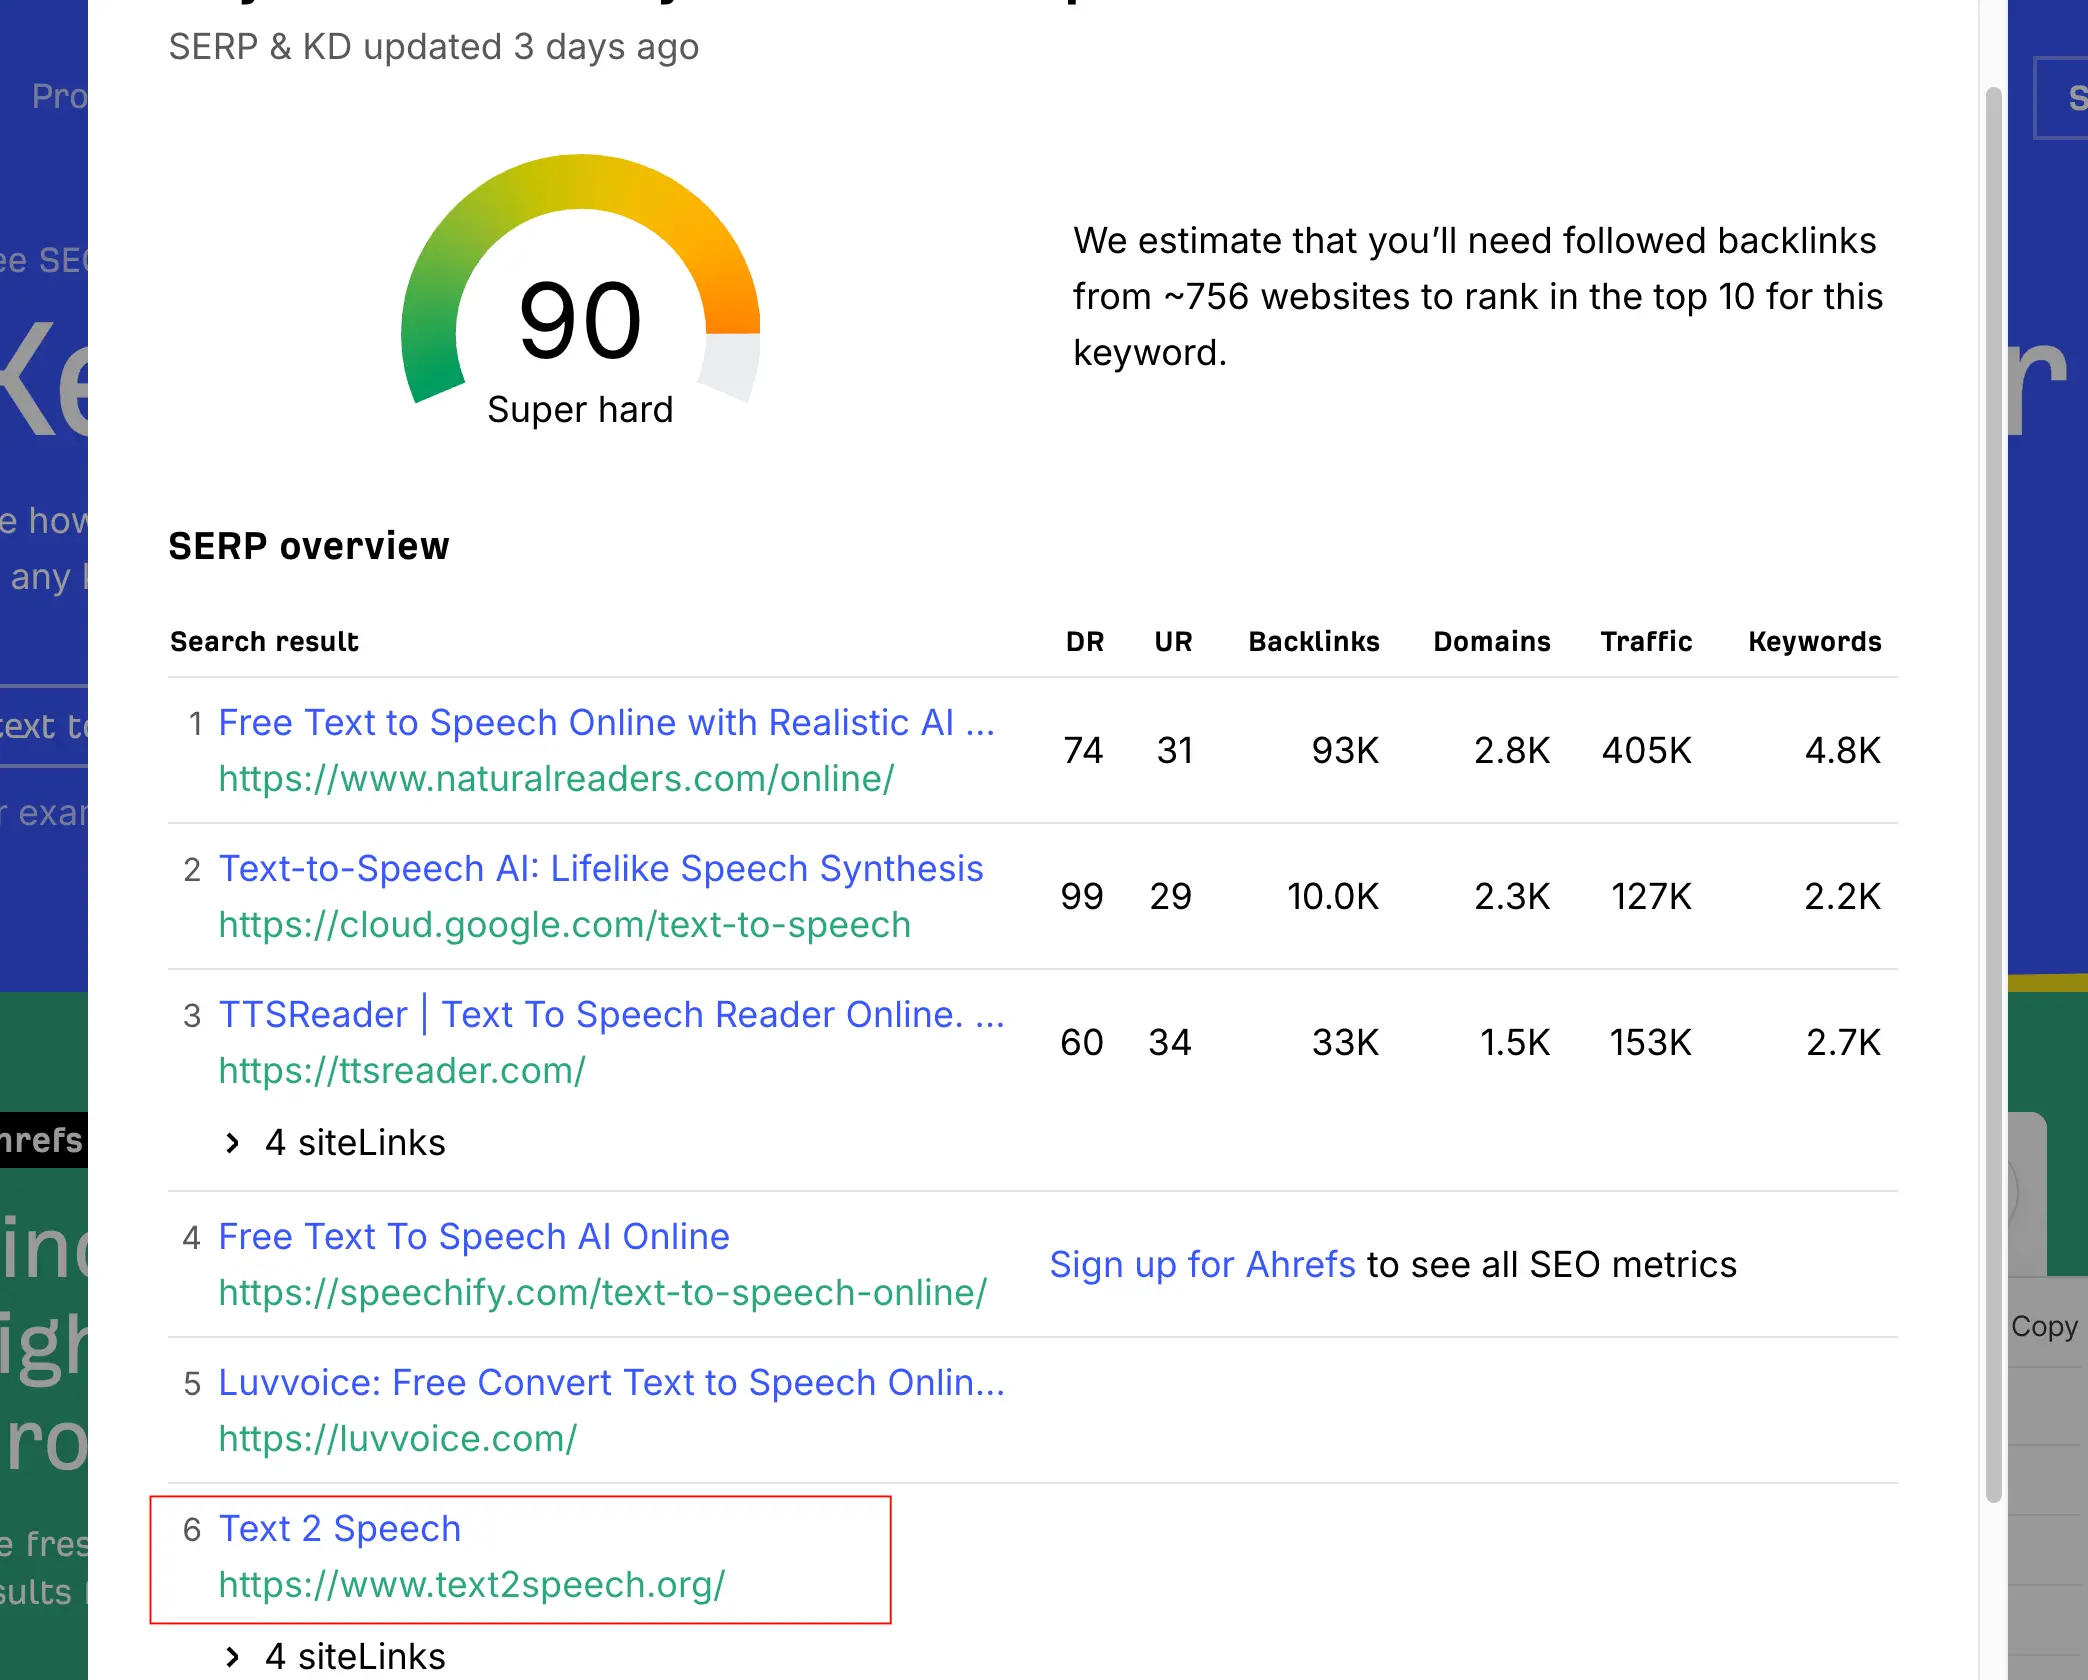 SERP & KD updated 3 days ago
90
Super hard
We estimate that you’ll need followed backlinks
from ~756 websites to rank in the top 10 for this
keyword.
SERP overview
Search result DR UR Backlinks Domains Traffic Keywords
1 Free Text to Speech Online with Realistic AI ...
https://www.naturalreaders.com/online/
74 31 93K 2.8K 405K 4.8K
2 Text-to-Speech AI: Lifelike Speech Synthesis
https://cloud.google.com/text-to-speech
99 29 10.0K 2.3K 127K 2.2K
3 TTSReader | Text To Speech Reader Online. ...
https://ttsreader.com/
60 34 33K 1.5K 153K 2.7K
4 siteLinks
4 Free Text To Speech AI Online
https://speechify.com/text-to-speech-online/
Sign up for Ahrefs to see all SEO metrics
5 Luvvoice: Free Convert Text to Speech Onlin...
https://luvvoice.com/
6 Text 2 Speech
https://www.text2speech.org/
4 siteLinks
Pro
how
any
Copy